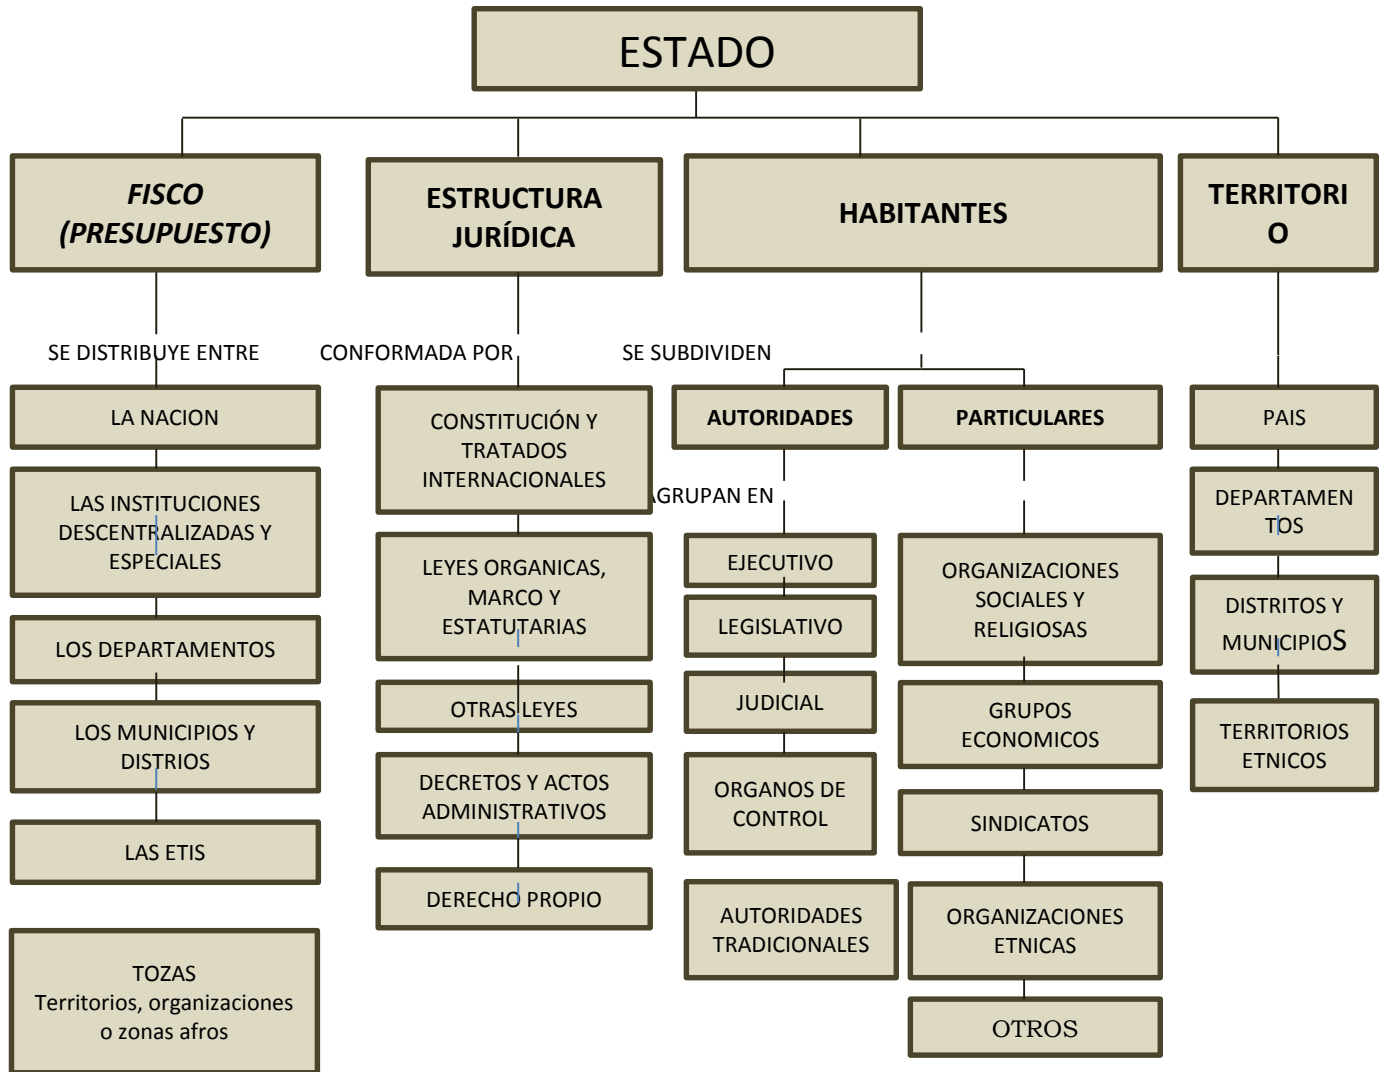 ESTADO
FISCO
(PRESUPUESTO)
ESTRUCTURA
JURÍDICA
HABITANTES
TERRITORI
O
SE DISTRIBUYE ENTRE
CONFORMADA POR
SE SUBDIVIDEN
LA NACION
LAS INSTITUCIONES
DESCENTRALIZADAS Y
ESPECIALES
LOS DEPARTAMENTOS
LOS MUNICIPIOS Y
DISTRIOS
LAS ETIS
TOZAS
Territorios, organizaciones
o zonas afros
CONSTITUCIÓN Y
TRATADOS
INTERNACIONALES
LEYES ORGANICAS,
MARCO Y
ESTATUTARIAS
OTRAS LEYES
DECRETOS Y ACTOS
ADMINISTRATIVOS
DERECHO PROPIO
AUTORIDADES
AGRUPAN EN
EJECUTIVO
LEGISLATIVO
JUDICIAL
ORGANOS DE
CONTROL
AUTORIDADES
TRADICIONALES
PARTICULARES
ORGANIZACIONES
SOCIALES Y
RELIGIOSAS
GRUPOS
ECONOMICOS
SINDICATOS
ORGANIZACIONES
ETNICAS
OTROS
PAIS
DEPARTAMEN
TOS
DISTRITOS Y
MUNICIPIOS
TERRITORIOS
ETNICOS